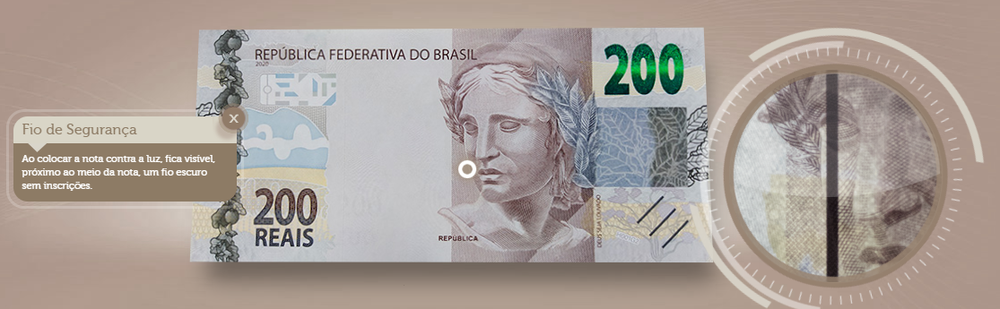 REPÚBLICA FEDERATIVA DO BRASIL
2020
200
X
Fio de Segurança
Ao colocar a nota contra a luz, fica visível,
próximo ao meio da nota, um fio escuro
sem inscrições.
200
REAIS
REPÚBLICA
DEUS SEJA LOUVADO